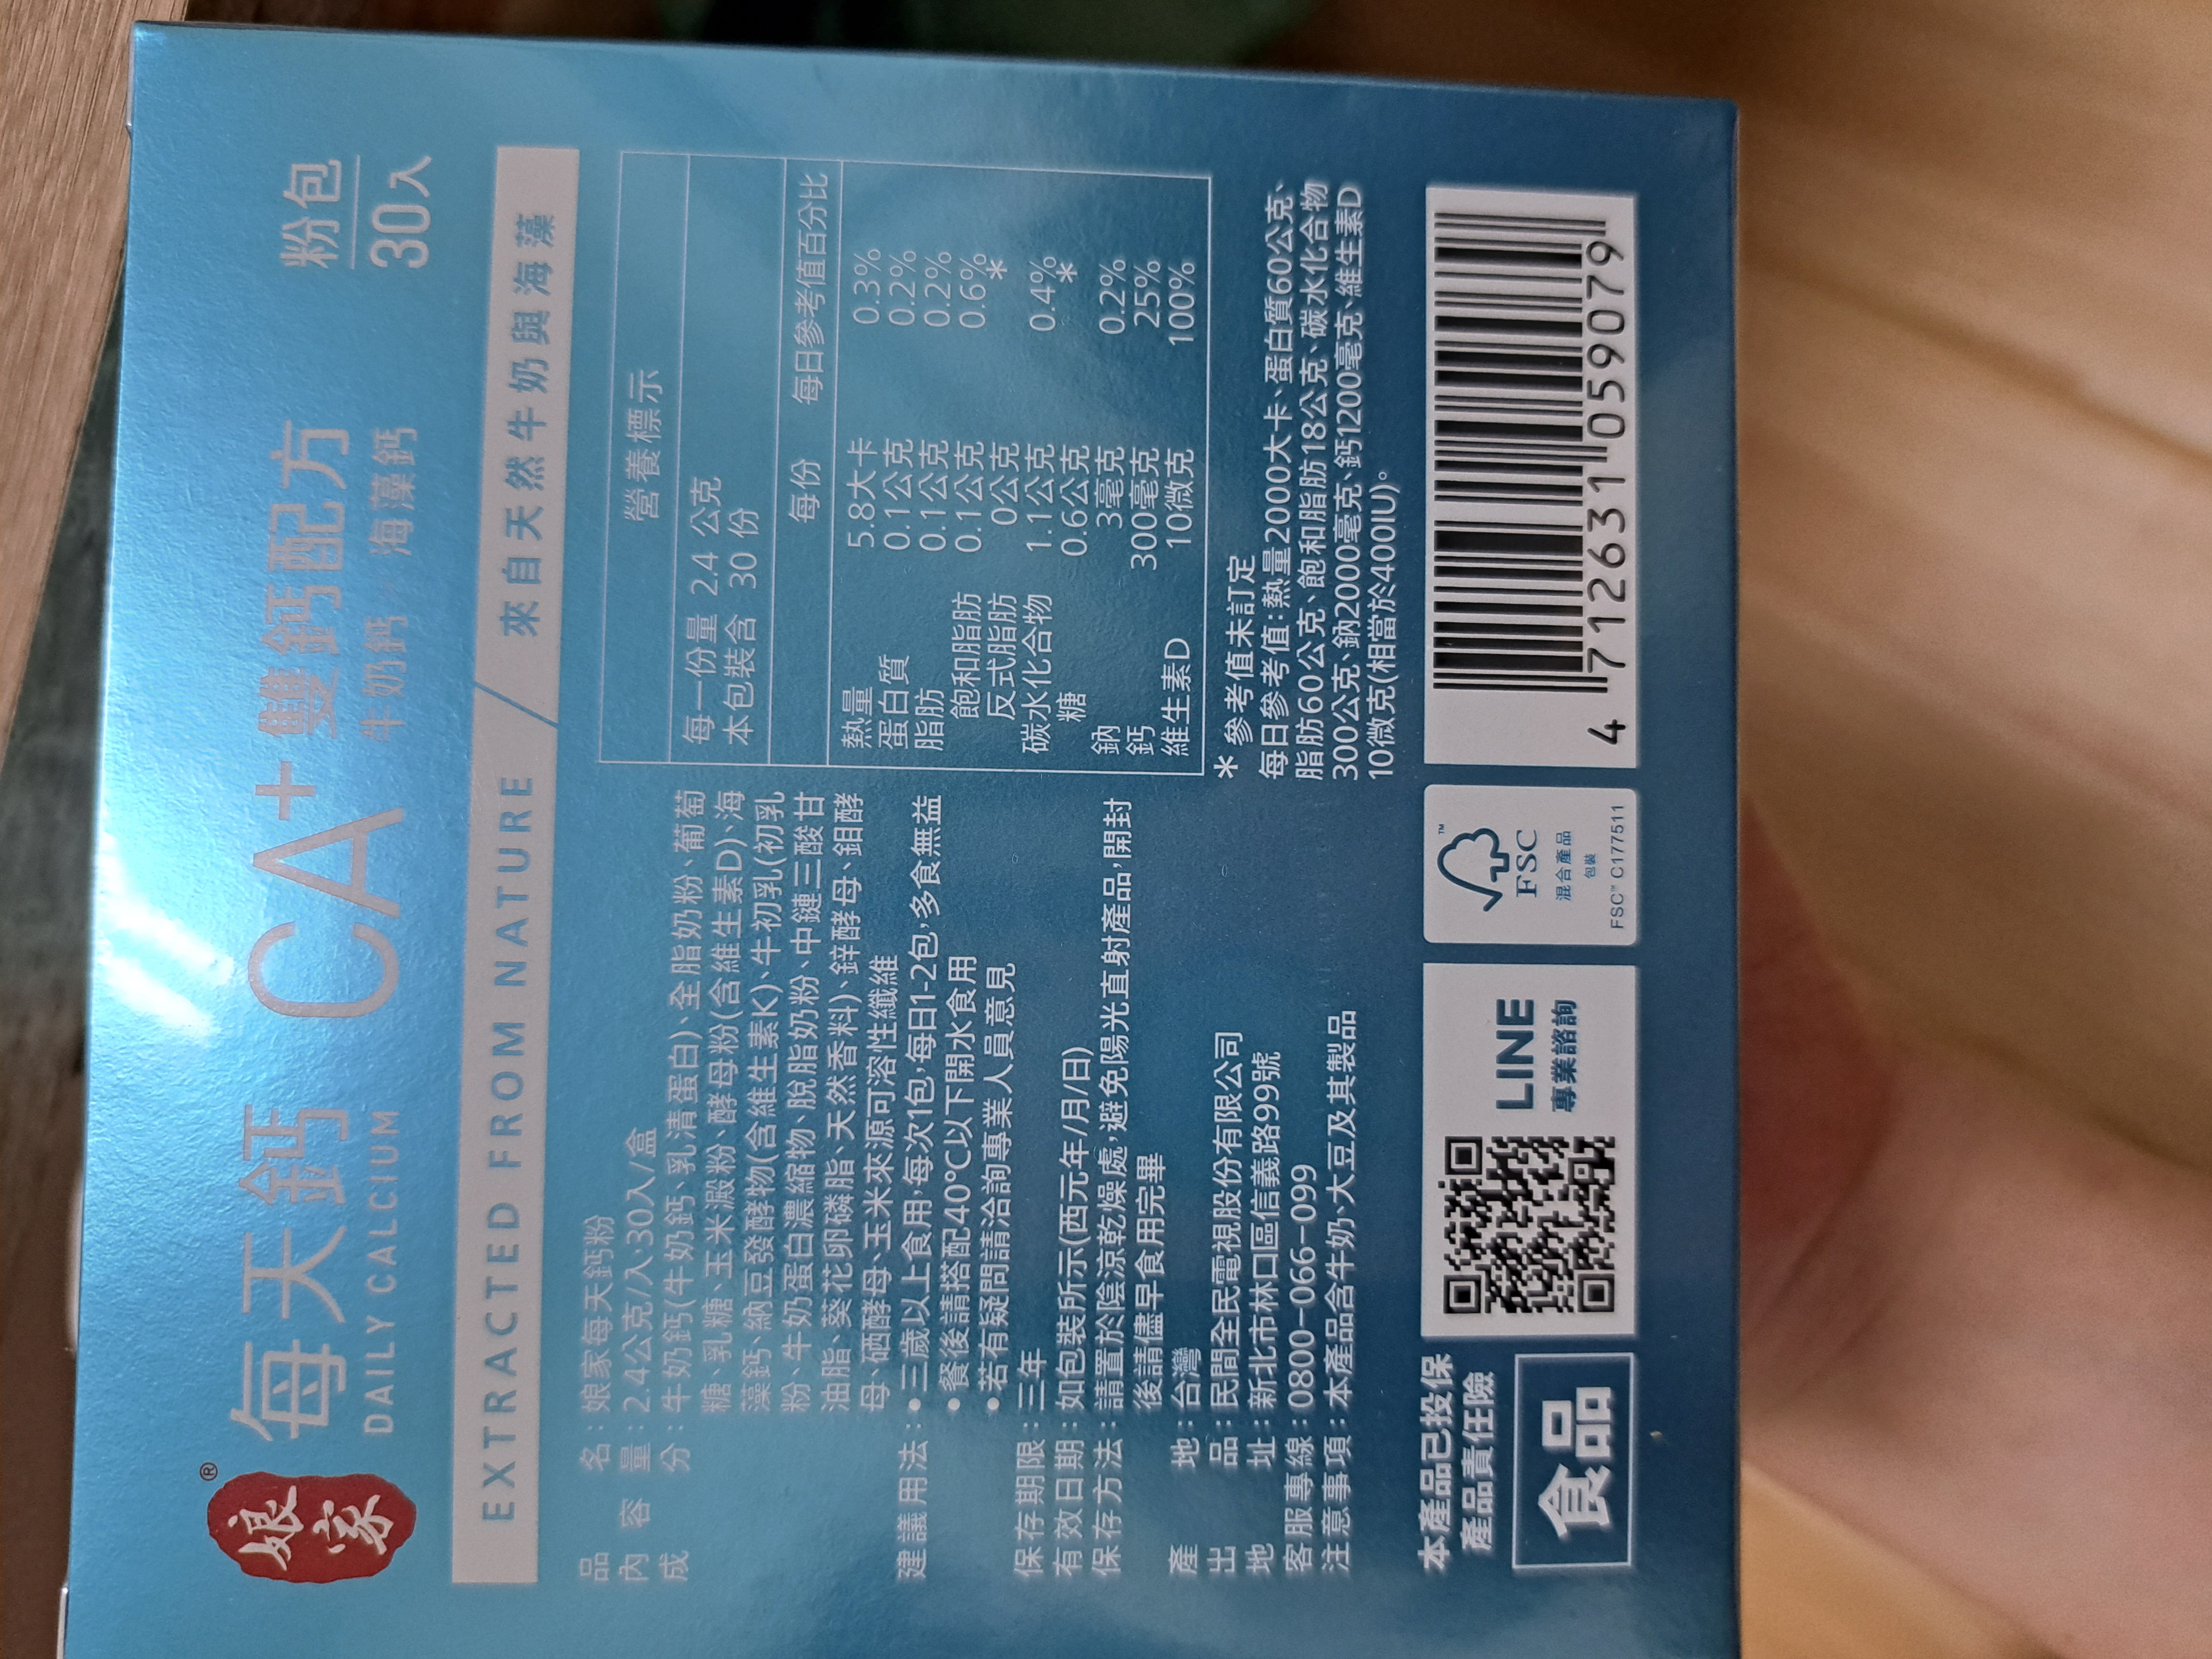 娘家®
每天鈣 CA+ 雙鈣配方
DAILY CALCIUM
牛奶鈣 × 海藻鈣
粉包
30入
EXTRACTED FROM NATURE / 來自天然牛奶與海藻
品名：娘家每天鈣粉
內容量：2.4公克/入、30入/盒
成分：牛奶鈣(牛奶鈣、乳清蛋白)、全脂奶粉、葡萄
糖、乳糖、玉米澱粉、酵母粉(含維生素D)、海
藻鈣、納豆發酵物(含維生素K)、牛初乳(初乳
粉、牛奶蛋白濃縮物、脫脂奶粉、中鏈三酸甘
油脂、葵花卵磷脂、天然香料)、鋅酵母、鉬酵
母、硒酵母、玉米來源可溶性纖維
建議用法：•三歲以上食用，每次1包，每日1-2包，多食無益
•餐後請搭配40°C以下開水食用
•若有疑問請洽詢專業人員意見
保存期限：三年
有效日期：如包裝所示(西元年/月/日)
保存方法：請置於陰涼乾燥處，避免陽光直射產品，開封
後請儘早食用完畢
產地：台灣
出品：民間全民電視股份有限公司
地址：新北市林口區信義路99號
客服專線：0800-066-099
注意事項：本產品含牛奶、大豆及其製品
營養標示
每一份量 2.4 公克
本包裝含 30 份
每份 每日參考值百分比
熱量 5.8大卡 0.3%
蛋白質 0.1公克 0.2%
脂肪 0.1公克 0.2%
飽和脂肪 0.1公克 0.6%
反式脂肪 0公克 *
碳水化合物 1.1公克 0.4%
糖 0.6公克 *
鈉 3毫克 0.2%
鈣 300毫克 25%
維生素D 10微克 100%
* 參考值未訂定
每日參考值：熱量2000大卡、蛋白質60公克、
脂肪60公克、飽和脂肪18公克、碳水化合物
300公克、鈉2000毫克、鈣1200毫克、維生素D
10微克(相當於400IU)。
本產品已投保
產品責任險
食品
LINE
專業諮詢
FSC™
混合產品
包裝
FSC™ C177511
4 712631 059079